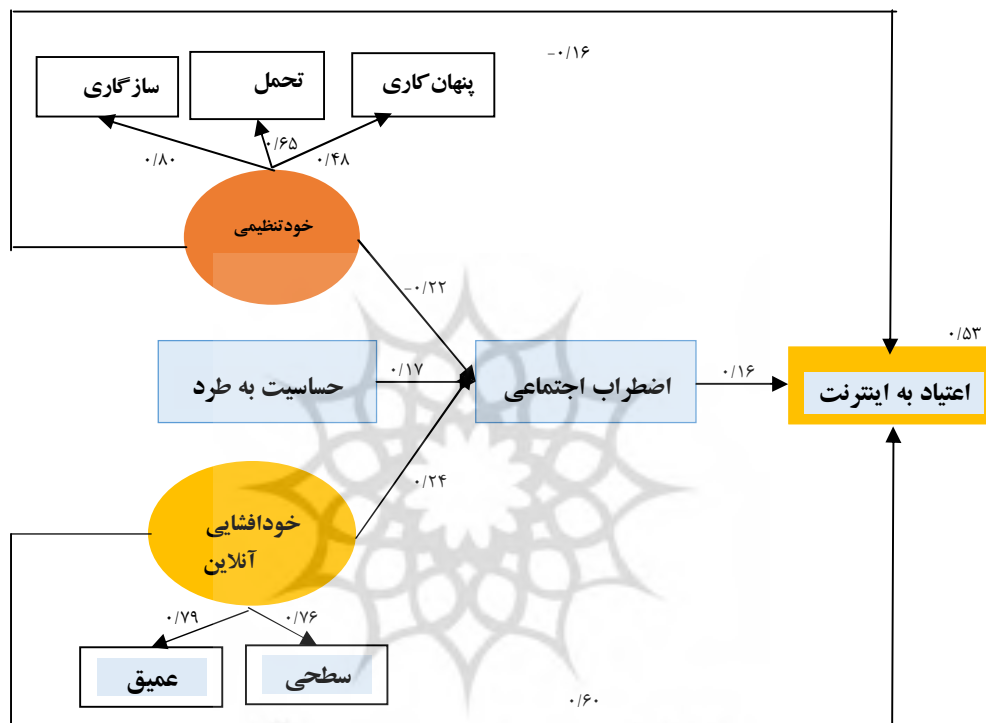 -۰/۱۶
سازگاری
تحمل
پنهان کاری
۰/۸۰
۰/۶۵
۰/۴۸
خودتنظیمی
-۰/۲۲
۰/۵۳
حساسیت به طرد
۰/۱۷
اضطراب اجتماعی
۰/۱۶
اعتیاد به اینترنت
۰/۲۴
خودافشایی
آنلاین
۰/۷۹
۰/۷۶
عمیق
سطحی
۰/۶۰